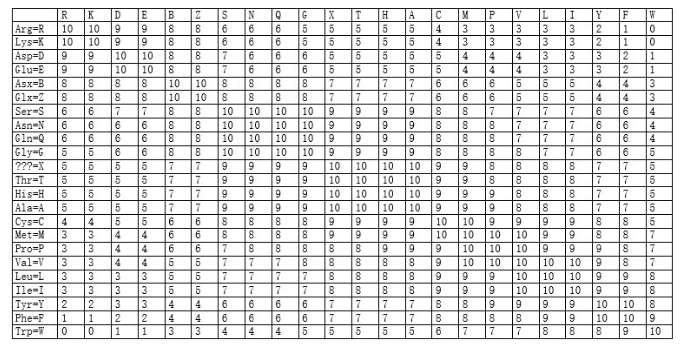 R K D E B Z S N Q G X T H A C M P V L I Y F W
Arg=R 10 10 9 9 8 8 6 6 6 5 5 5 5 5 4 3 3 3 3 3 2 1 0
Lys=K 10 10 9 9 8 8 6 6 6 5 5 5 5 5 4 3 3 3 3 3 2 1 0
Asp=D 9 9 10 10 8 8 7 6 6 6 5 5 5 5 5 4 4 4 3 3 3 2 1
Glu=E 9 9 10 10 8 8 7 6 6 6 5 5 5 5 5 4 4 4 3 3 3 2 1
Asx=B 8 8 8 8 10 10 8 8 8 8 7 7 7 7 6 6 6 5 5 5 4 4 3
Glx=Z 8 8 8 8 10 10 8 8 8 8 7 7 7 7 6 6 6 5 5 5 4 4 3
Ser=S 6 6 7 7 8 8 10 10 10 10 9 9 9 9 8 8 7 7 7 7 6 6 4
Asn=N 6 6 6 6 8 8 10 10 10 10 9 9 9 9 8 8 8 7 7 7 6 6 4
Gln=Q 6 6 6 6 8 8 10 10 10 10 9 9 9 9 8 8 8 7 7 7 6 6 4
Gly=G 5 5 6 6 8 8 10 10 10 10 9 9 9 9 8 8 8 8 7 7 6 6 5
???=X 5 5 5 5 7 7 9 9 9 9 10 10 10 10 9 9 8 8 8 8 7 7 5
Thr=T 5 5 5 5 7 7 9 9 9 9 10 10 10 10 9 9 8 8 8 8 7 7 5
His=H 5 5 5 5 7 7 9 9 9 9 10 10 10 10 9 9 9 8 8 8 7 7 5
Ala=A 5 5 5 5 7 7 9 9 9 9 10 10 10 10 9 9 9 8 8 8 7 7 5
Cys=C 4 4 5 5 6 6 8 8 8 8 9 9 9 9 10 10 9 9 9 9 8 8 5
Met=M 3 3 4 4 6 6 8 8 8 8 9 9 9 9 10 10 10 10 9 9 8 8 7
Pro=P 3 3 4 4 6 6 7 8 8 8 8 8 9 9 9 10 10 10 9 9 9 8 7
Val=V 3 3 4 4 5 5 7 7 7 8 8 8 8 8 9 10 10 10 10 10 9 8 7
Leu=L 3 3 3 3 5 5 7 7 7 7 8 8 8 8 9 9 9 10 10 10 9 9 8
Ile=I 3 3 3 3 5 5 7 7 7 7 8 8 8 8 9 9 9 10 10 10 9 9 8
Tyr=Y 2 2 3 3 4 4 6 6 6 6 7 7 7 7 8 8 9 9 9 9 10 10 8
Phe=F 1 1 2 2 4 4 6 6 6 6 7 7 7 7 8 8 8 8 9 9 10 10 9
Trp=W 0 0 1 1 3 3 4 4 4 5 5 5 5 5 6 7 7 7 8 8 8 9 10